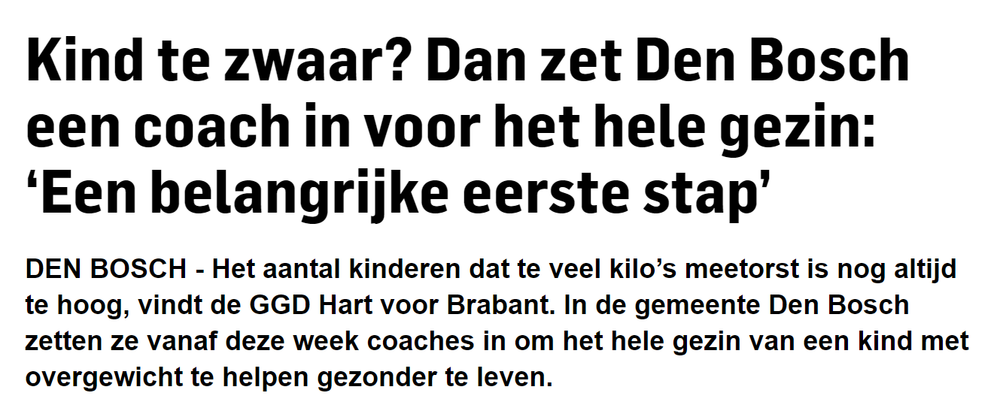 Kind te zwaar? Dan zet Den Bosch
een coach in voor het hele gezin:
‘Een belangrijke eerste stap’
DEN BOSCH - Het aantal kinderen dat te veel kilo’s meetorst is nog altijd
te hoog, vindt de GGD Hart voor Brabant. In de gemeente Den Bosch
zetten ze vanaf deze week coaches in om het hele gezin van een kind met
overgewicht te helpen gezonder te leven.